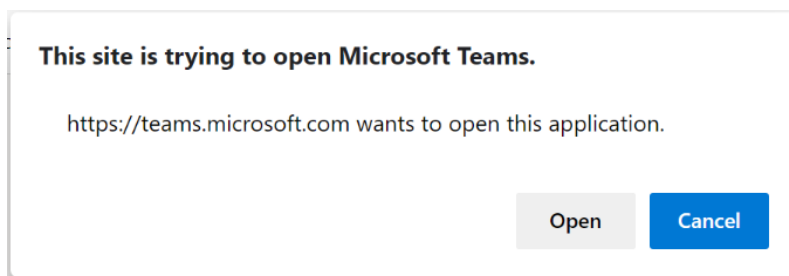 This site is trying to open Microsoft Teams.
https://teams.microsoft.com wants to open this application.
Open Cancel